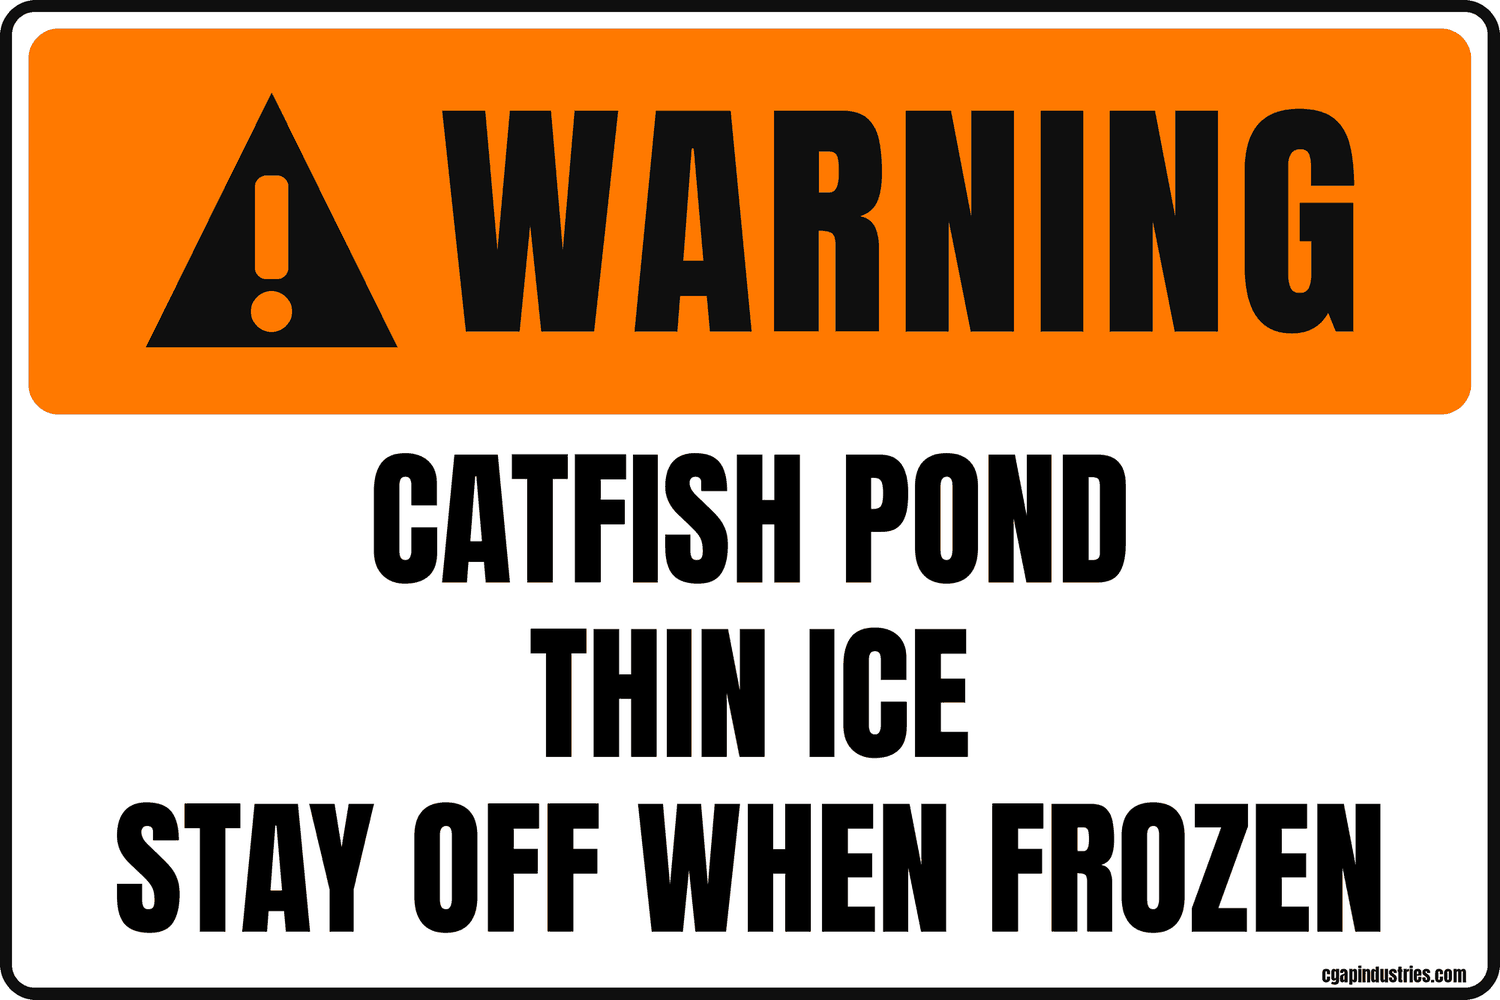 WARNING
CATFISH POND
THIN ICE
STAY OFF WHEN FROZEN
cgapindustries.com